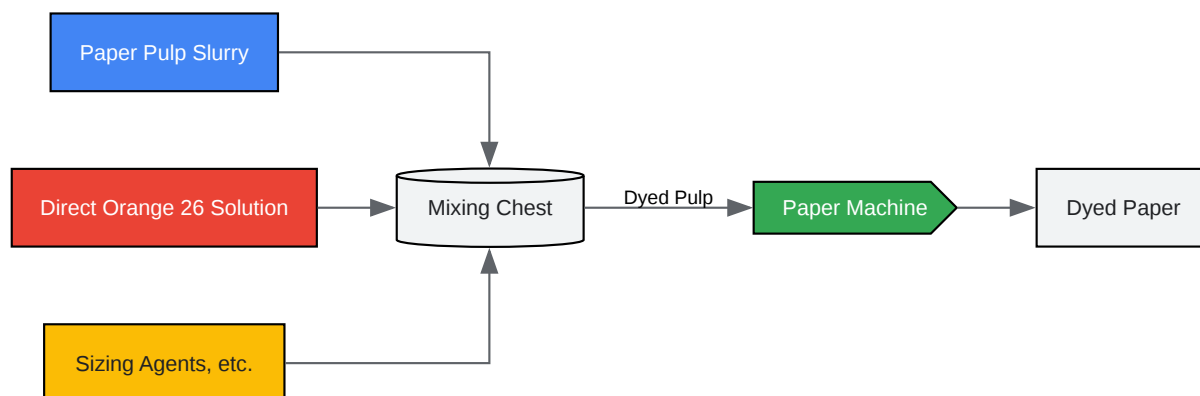 Paper Pulp Slurry
Direct Orange 26 Solution
Mixing Chest
Dyed Pulp
Paper Machine
Dyed Paper
Sizing Agents, etc.